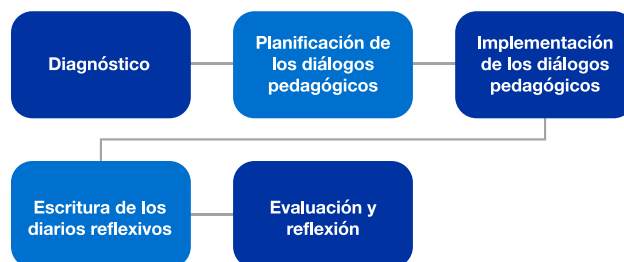 Diagnóstico
Planificación de
los diálogos
pedagógicos
Implementación
de los diálogos
pedagógicos
Escritura de los
diarios reflexivos
Evaluación y
reflexión